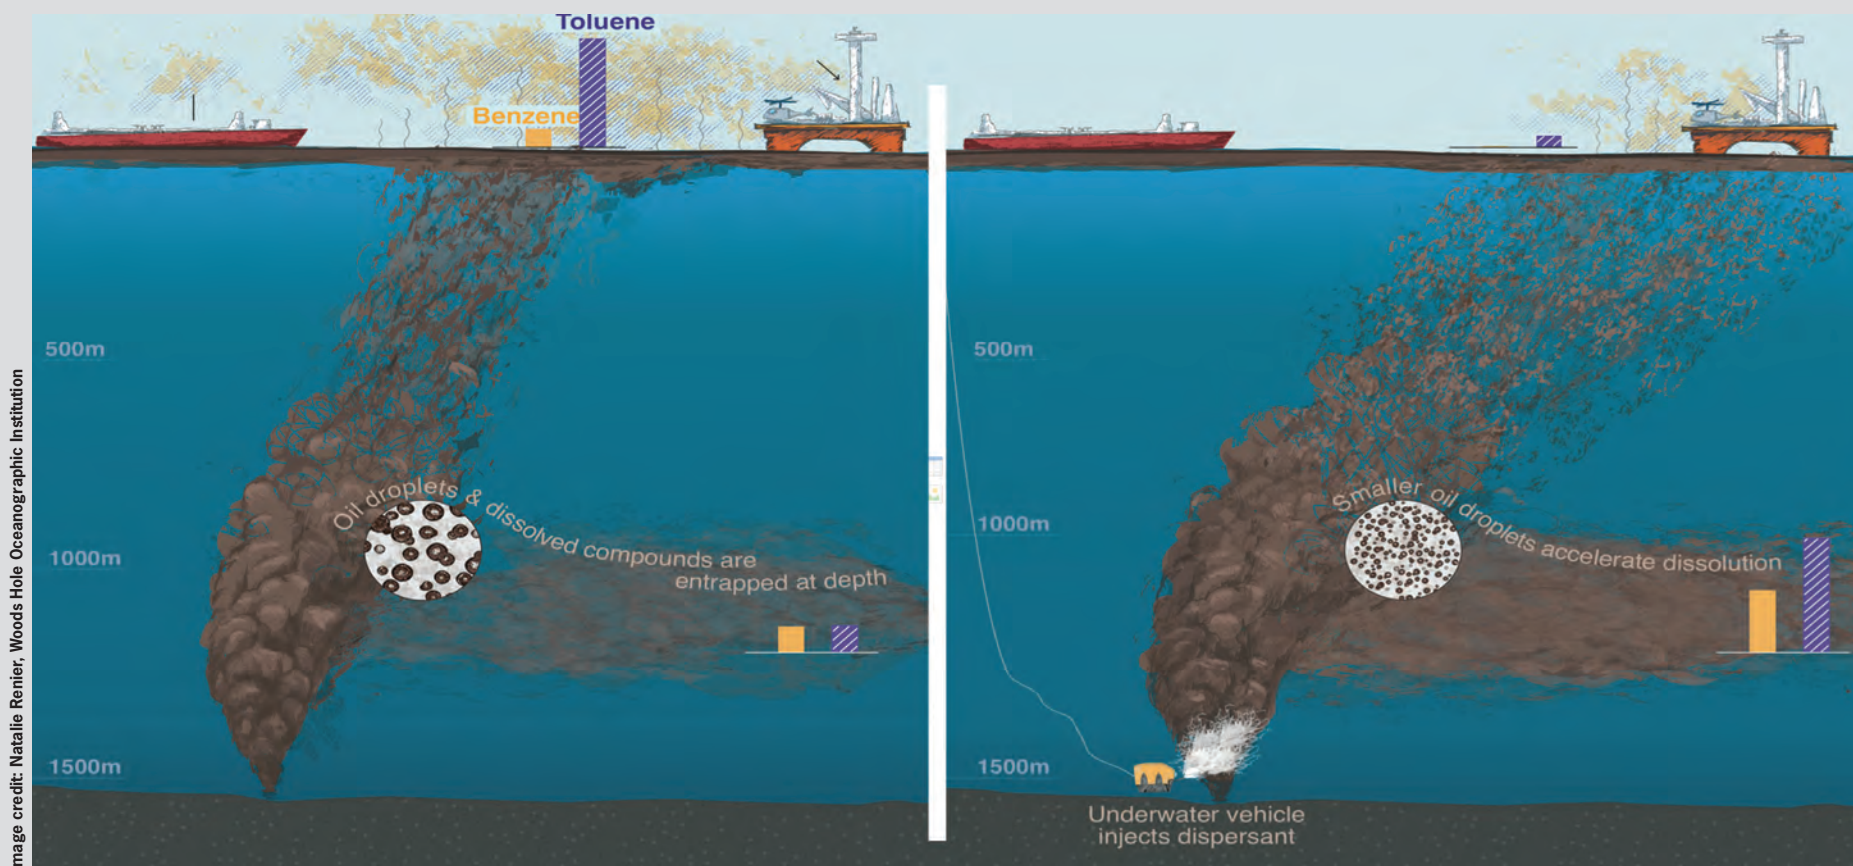 Toluene
Benzene
500m
Oil droplets & dissolved compounds are
entrapped at depth
1000m
1500m
500m
1000m
Smaller oil droplets accelerate dissolution
1500m
Underwater vehicle
injects dispersant
mage credit: Natalie Renier, Woods Hole Oceanographic Institution